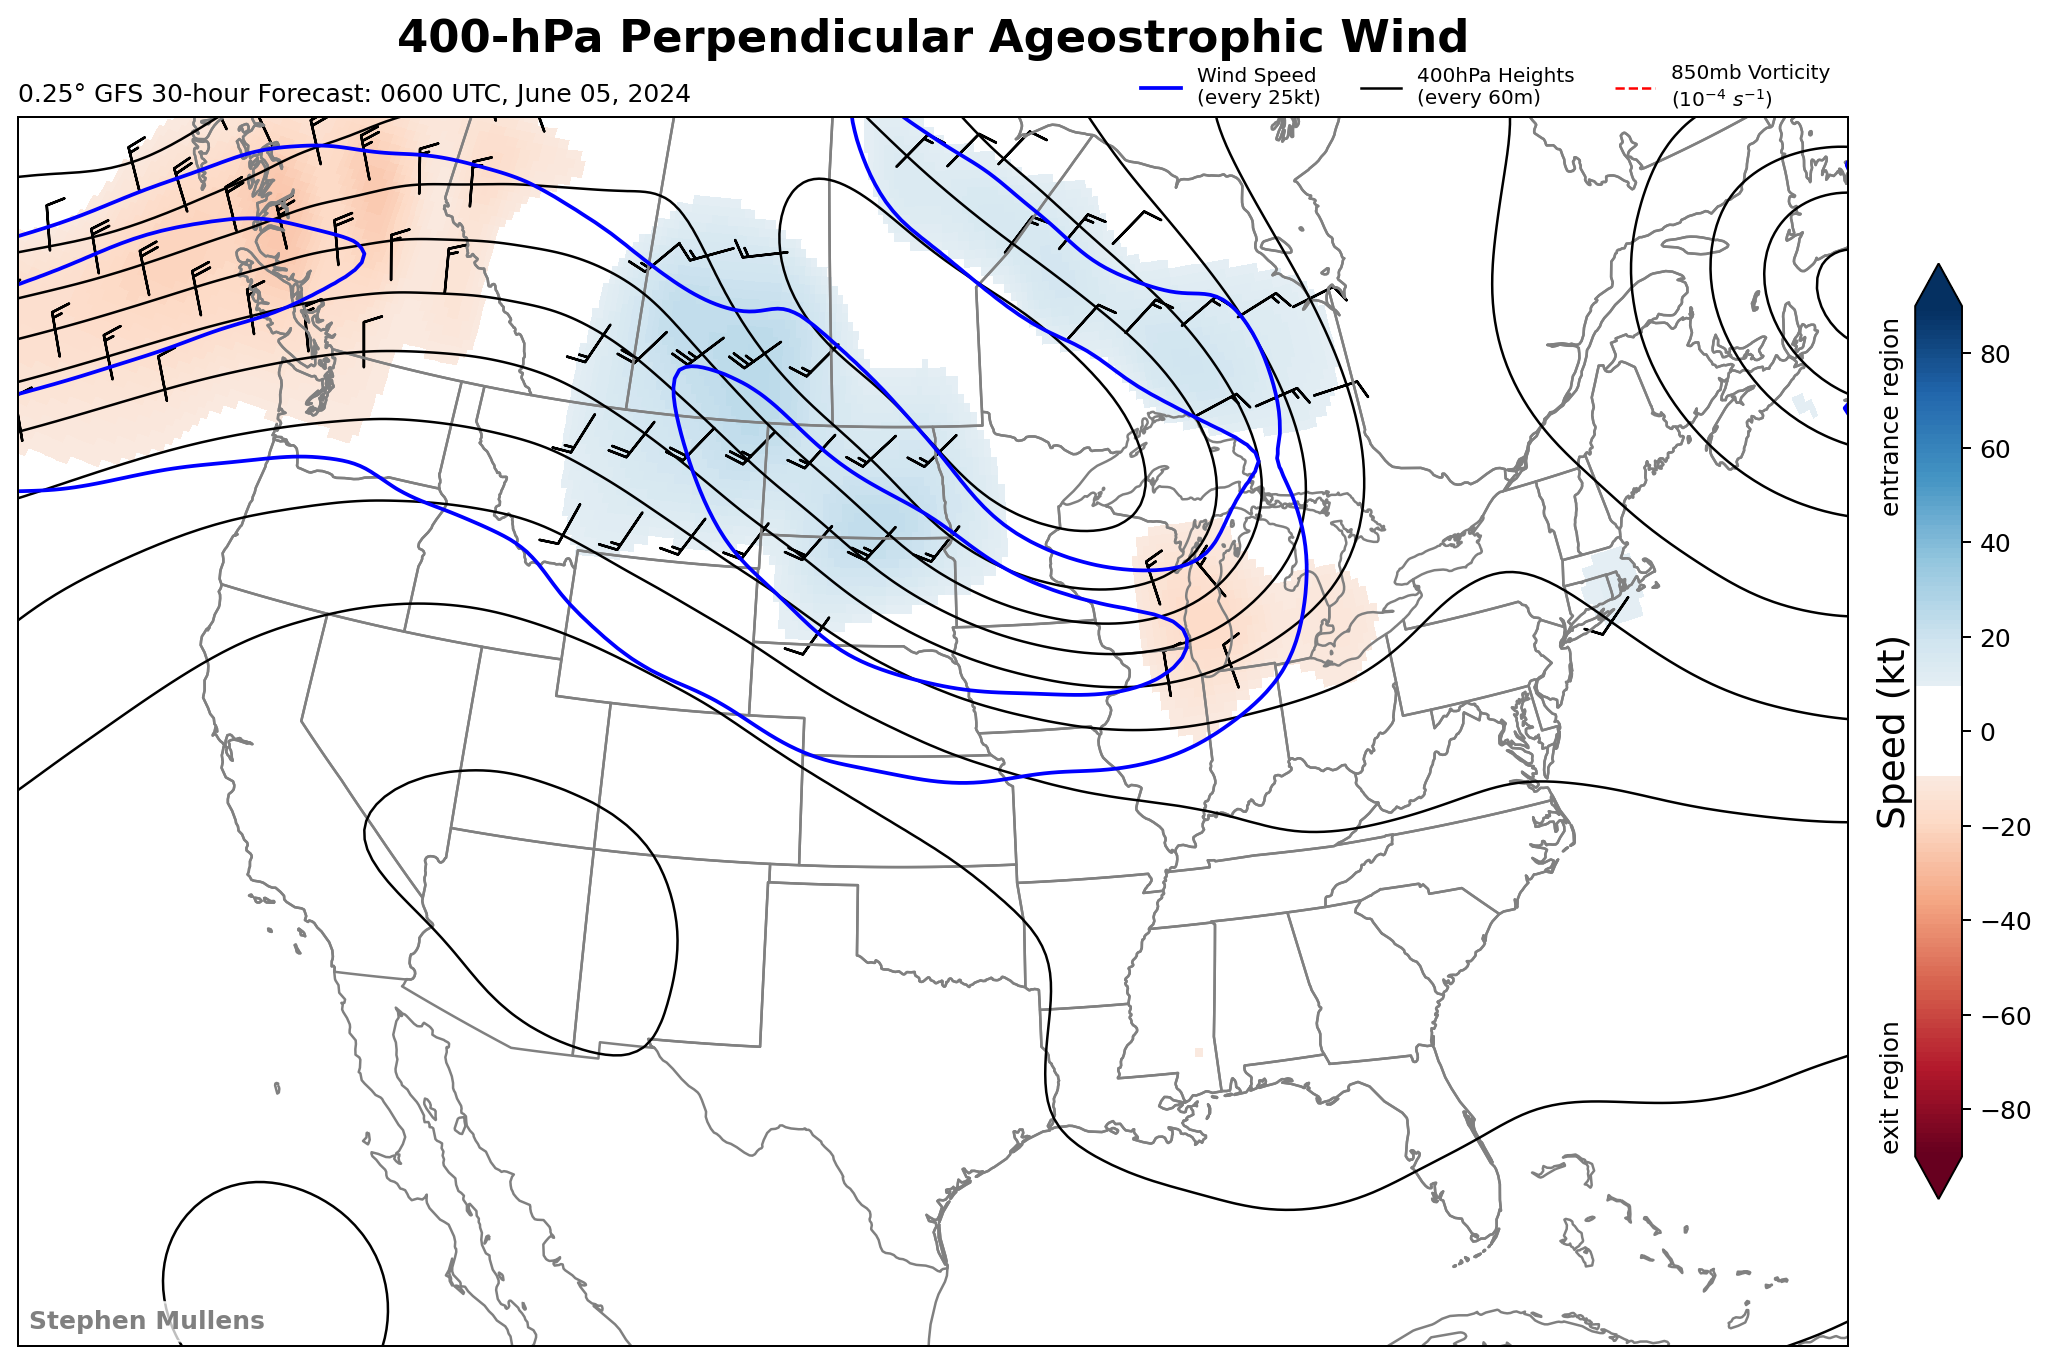 400-hPa Perpendicular Ageostrophic Wind
0.25° GFS 30-hour Forecast: 0600 UTC, June 05, 2024
Wind Speed
(every 25kt)
400hPa Heights
(every 60m)
850mb Vorticity
(10⁻⁴ s⁻¹)
entrance region
Speed (kt)
exit region
80
60
40
20
0
−20
−40
−60
−80
Stephen Mullens